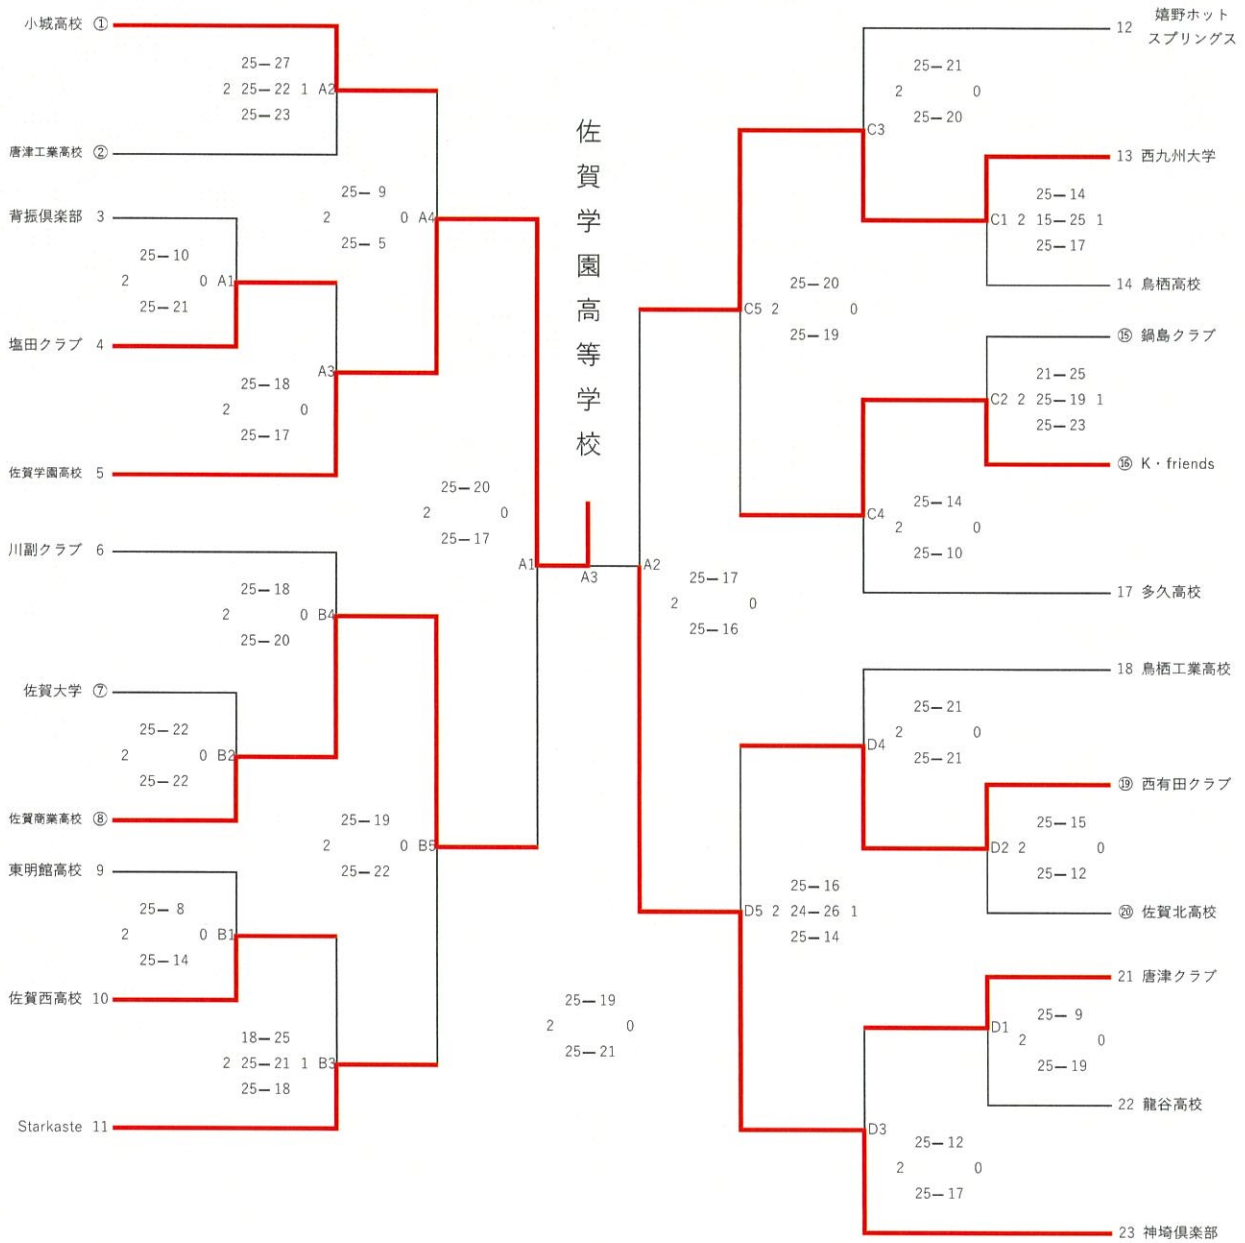 小城高校 ①
25－27
2 25－22 1 A2
25－23
唐津工業高校 ②
背振倶楽部 3
25－10
2 0 A1
25－21
塩田クラブ 4
25－9
2 0 A4
25－5
A3
25－18
2 0
25－17
佐賀学園高校 5
25－20
2 0
25－17
A1
川副クラブ 6
25－18
2 0 B4
25－20
佐賀大学 ⑦
25－22
2 0 B2
25－22
佐賀商業高校 ⑧
25－19
2 0 B5
25－22
東明館高校 9
25－8
2 0 B1
25－14
佐賀西高校 10
18－25
2 25－21 1 B3
25－18
Starkaste 11
佐賀学園高等学校
A3
25－19
2 0
25－21
12 嬉野ホット
スプリングス
25－21
2 0
25－20
C3
13 西九州大学
25－14
C1 2 15－25 1
25－17
14 鳥栖高校
25－20
C5 2 0
25－19
⑮ 鍋島クラブ
21－25
C2 2 25－19 1
25－23
⑯ K・friends
C4
25－14
2 0
25－10
17 多久高校
A2
25－17
2 0
25－16
18 鳥栖工業高校
25－21
2 0
25－21
D4
⑲ 西有田クラブ
25－15
D2 2 0
25－12
⑳ 佐賀北高校
25－16
D5 2 24－26 1
25－14
21 唐津クラブ
25－9
D1
2 0
25－19
22 龍谷高校
D3
25－12
2 0
25－17
23 神埼倶楽部